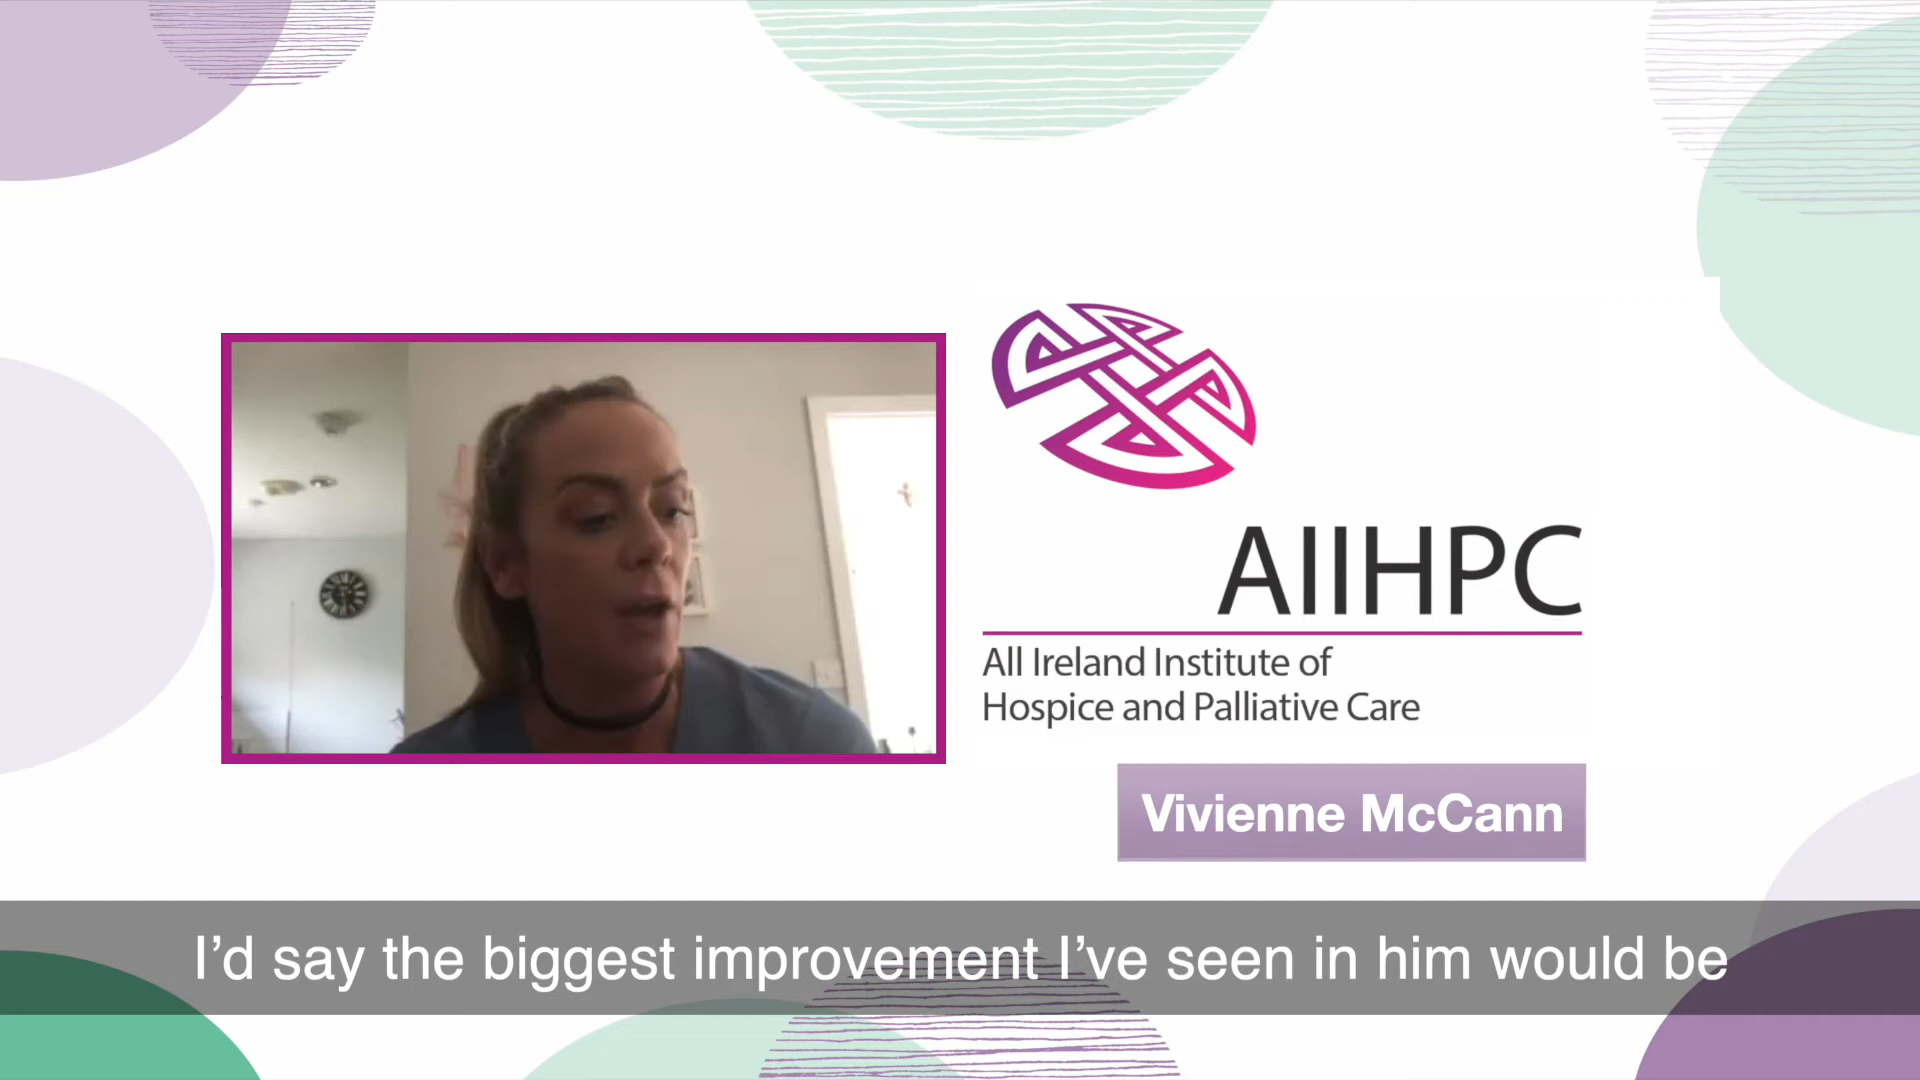 AIIHPC
All Ireland Institute of
Hospice and Palliative Care
Vivienne McCann
I’d say the biggest improvement I’ve seen in him would be